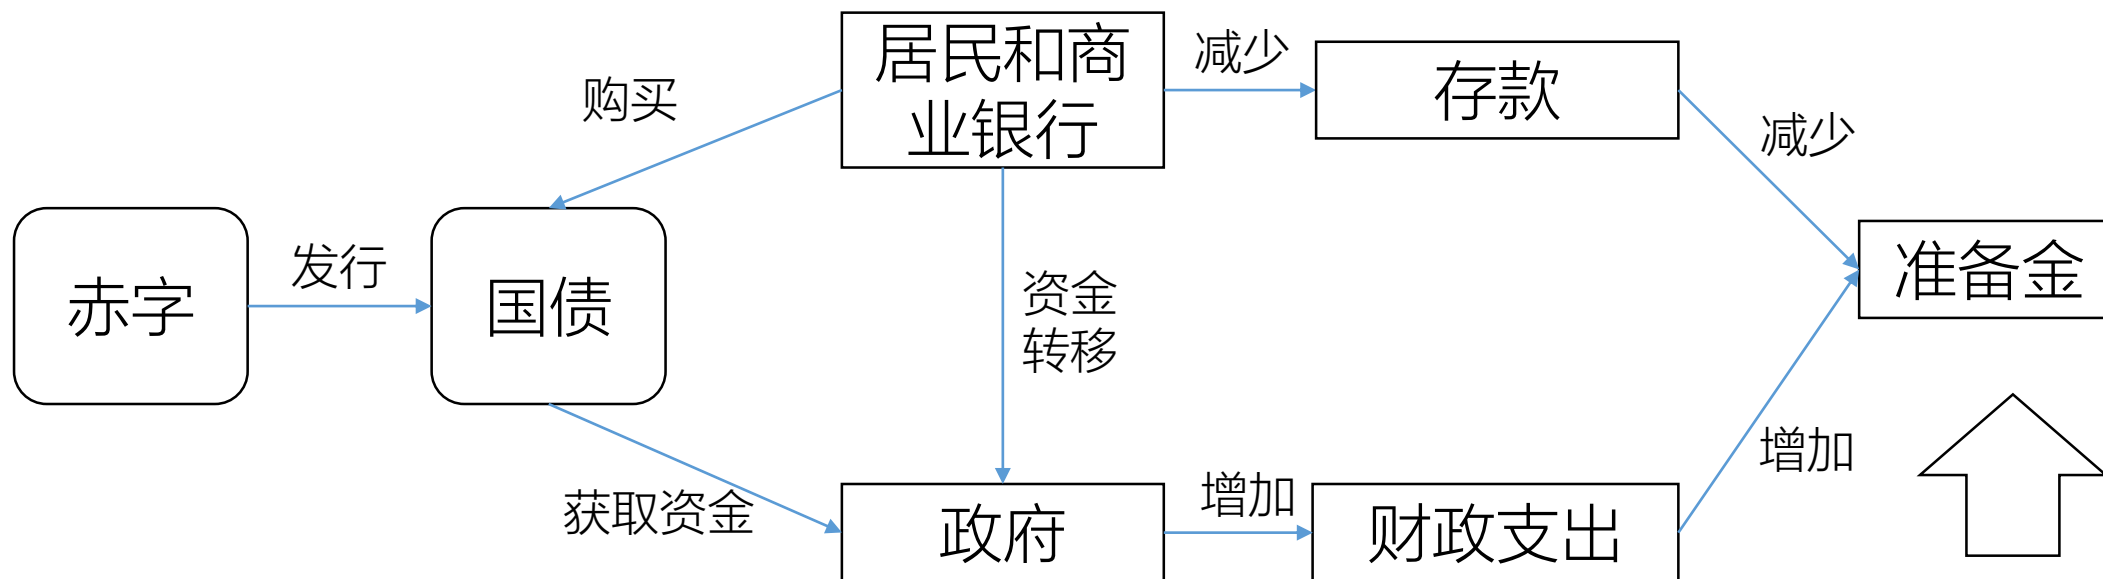 居民和商
业银行
减少
存款
购买
减少
赤字
发行
国债
资金
转移
准备金
获取资金
政府
增加
财政支出
增加